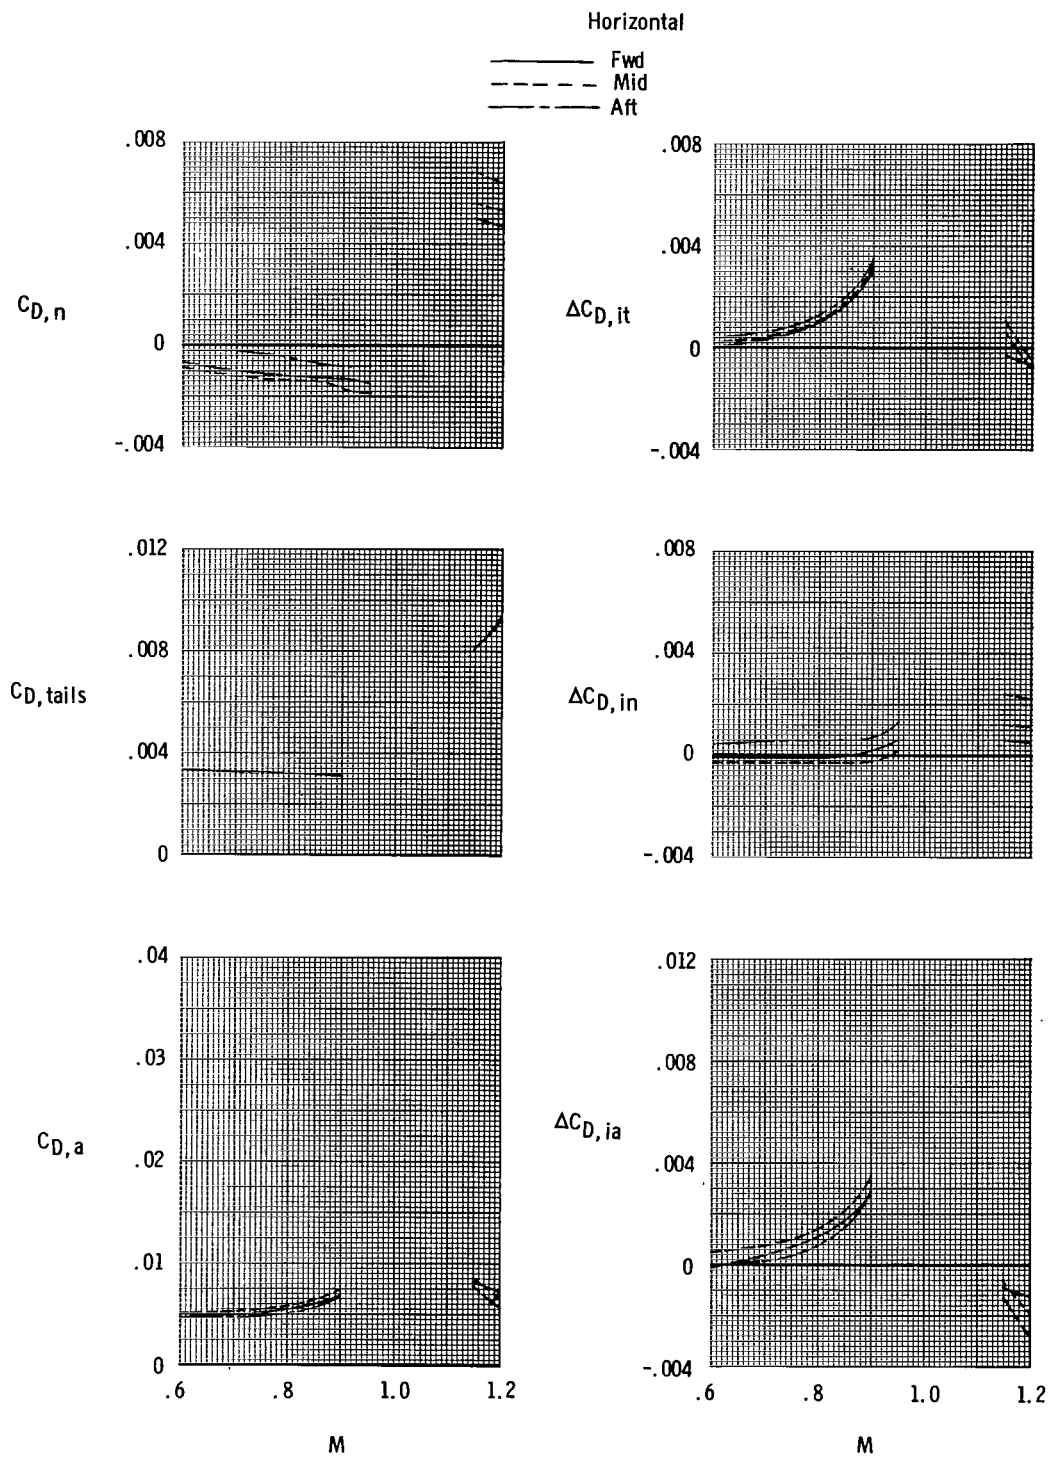 Horizontal
Fwd
Mid
Aft
.008
.004
0
-.004
C_D,n
.008
.004
0
-.004
ΔC_D,it
.012
.008
.004
0
C_D,tails
.008
.004
0
-.004
ΔC_D,in
.04
.03
.02
.01
0
C_D,a
.6 .8 1.0 1.2
M
.012
.008
.004
0
-.004
ΔC_D,ia
.6 .8 1.0 1.2
M